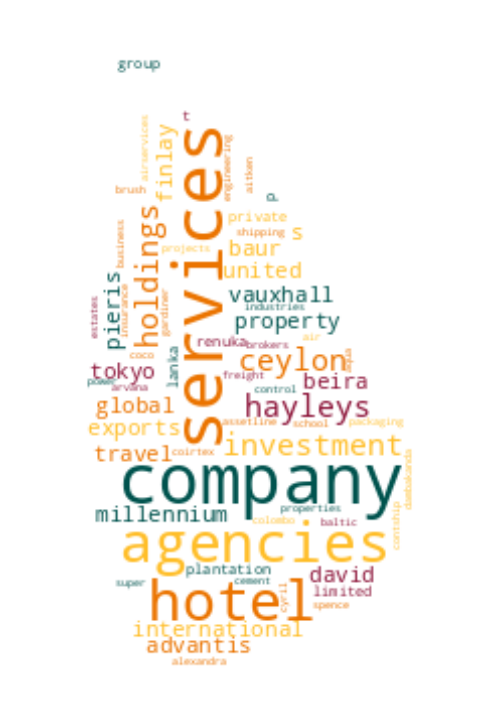 group
t
airservices
finlay
services
engineering
aitken
brush
p
holdings
private
business
shipping
s
projects
baur
united
pieris
insurance
gardiner
vauxhall
industries
estates
property
renuka
brokers
air
lanka
coco
ceylon
aqua
tokyo
power
arvana
freight
beira
control
global
hayleys
exports
assetline
school
packaging
investment
travel
coirtex
company
dambakanda
millennium
properties
colombo
baltic
contship
agencies
plantation
david
super
cement
hotel
cyril
limited
spence
international
advantis
alexandra